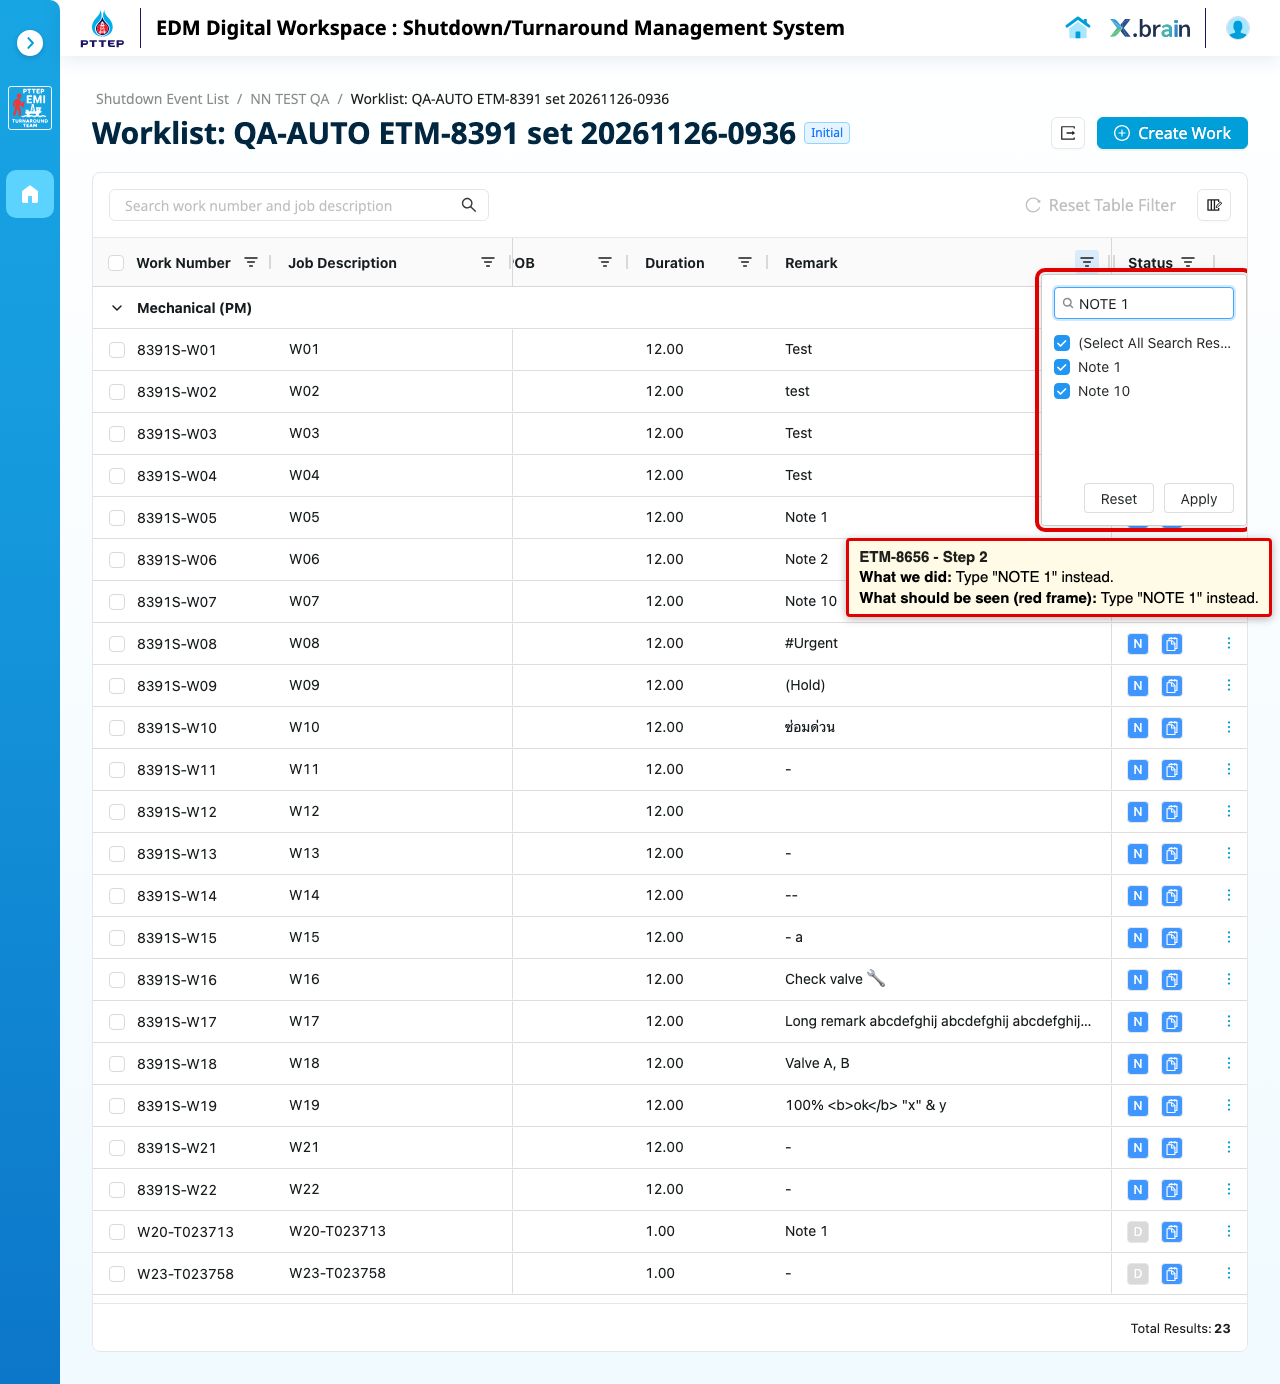 PTTEP
EDM Digital Workspace : Shutdown/Turnaround Management System
X.brain
PTTEP
EMI
TURNAROUND
TEAM
Shutdown Event List / NN TEST QA / Worklist: QA-AUTO ETM-8391 set 20261126-0936
Worklist: QA-AUTO ETM-8391 set 20261126-0936 Initial
Create Work
Search work number and job description
Reset Table Filter
Work Number Job Description OB Duration Remark Status
Mechanical (PM)
NOTE 1
(Select All Search Res...
Note 1
Note 10
Reset Apply
8391S-W01 W01 12.00 Test
8391S-W02 W02 12.00 test
8391S-W03 W03 12.00 Test
8391S-W04 W04 12.00 Test
8391S-W05 W05 12.00 Note 1
8391S-W06 W06 12.00 Note 2
8391S-W07 W07 12.00 Note 10
ETM-8656 - Step 2
What we did: Type "NOTE 1" instead.
What should be seen (red frame): Type "NOTE 1" instead.
8391S-W08 W08 12.00 #Urgent N
8391S-W09 W09 12.00 (Hold) N
8391S-W10 W10 12.00 ซ่อมด่วน N
8391S-W11 W11 12.00 - N
8391S-W12 W12 12.00 N
8391S-W13 W13 12.00 - N
8391S-W14 W14 12.00 -- N
8391S-W15 W15 12.00 - a N
8391S-W16 W16 12.00 Check valve 🔧 N
8391S-W17 W17 12.00 Long remark abcdefghij abcdefghij abcdefghij... N
8391S-W18 W18 12.00 Valve A, B N
8391S-W19 W19 12.00 100% <b>ok</b> "x" & y N
8391S-W21 W21 12.00 - N
8391S-W22 W22 12.00 - N
W20-T023713 W20-T023713 1.00 Note 1 D
W23-T023758 W23-T023758 1.00 - D
Total Results: 23